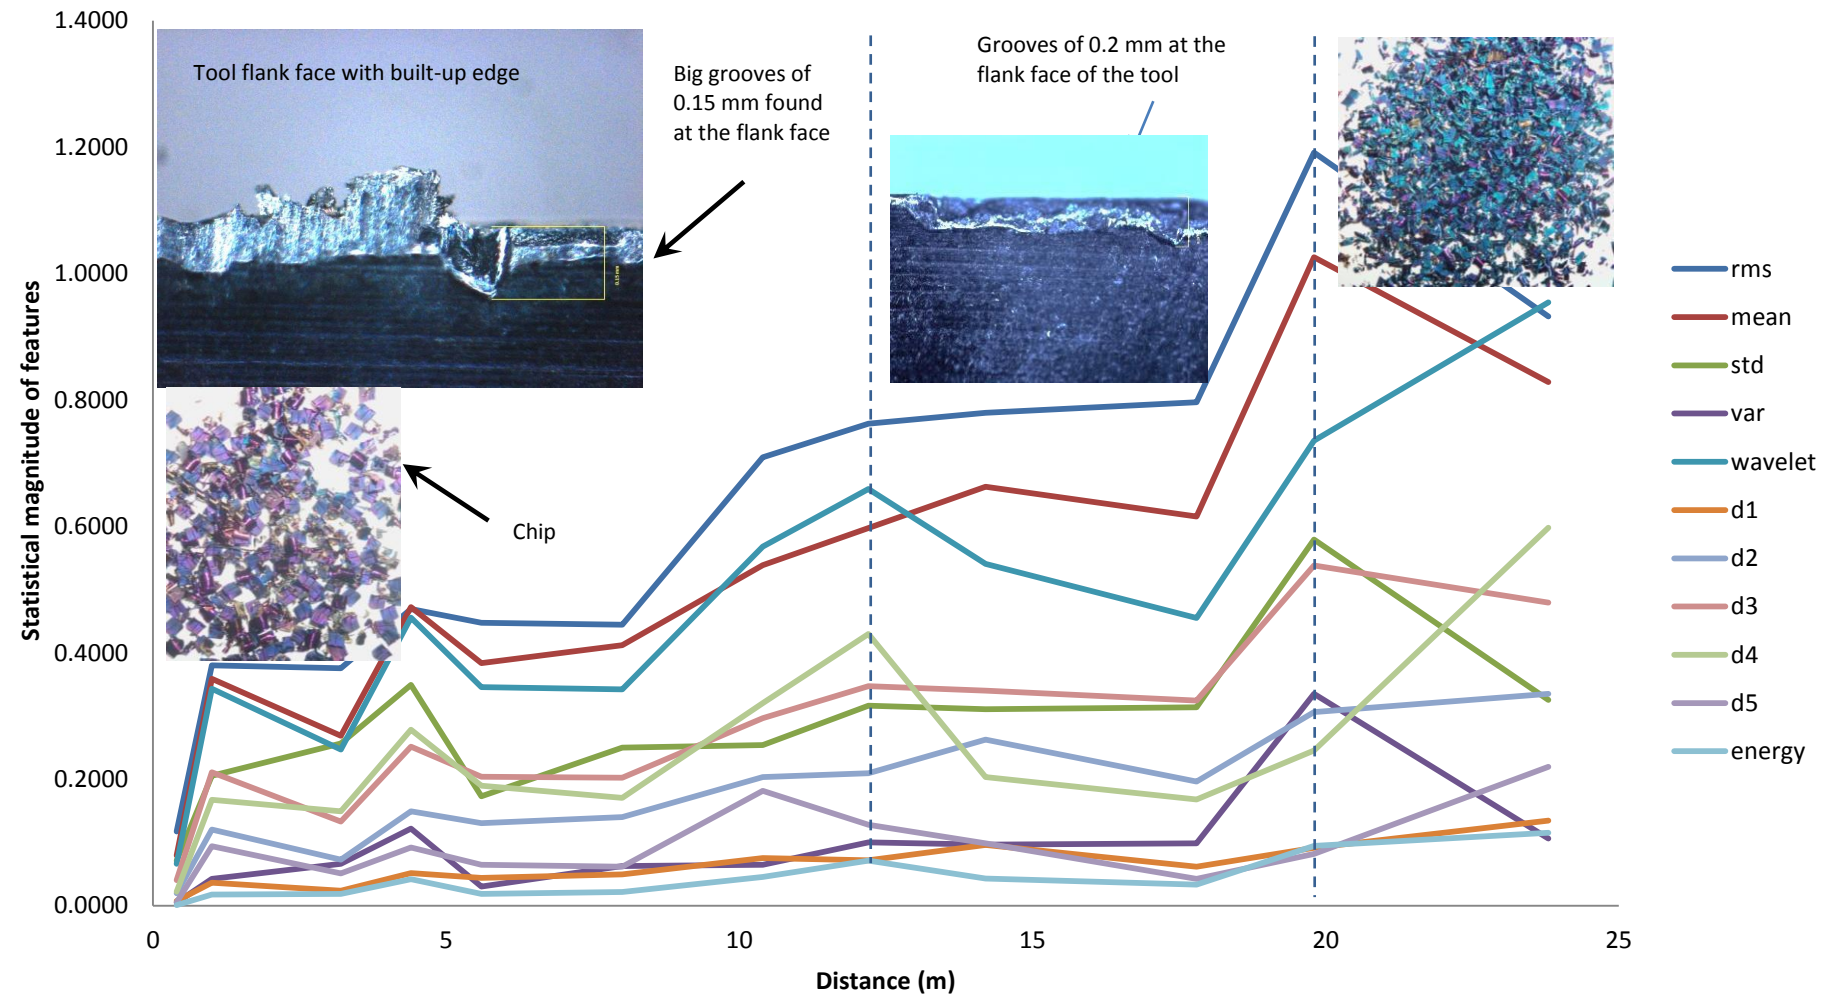 1.4000
1.2000
1.0000
0.8000
0.6000
0.4000
0.2000
0.0000
Statistical magnitude of features
Tool flank face with built-up edge
Big grooves of
0.15 mm found
at the flank face
0.15 mm
Grooves of 0.2 mm at the
flank face of the tool
Chip
rms
mean
std
var
wavelet
d1
d2
d3
d4
d5
energy
0
5
10
15
20
25
Distance (m)